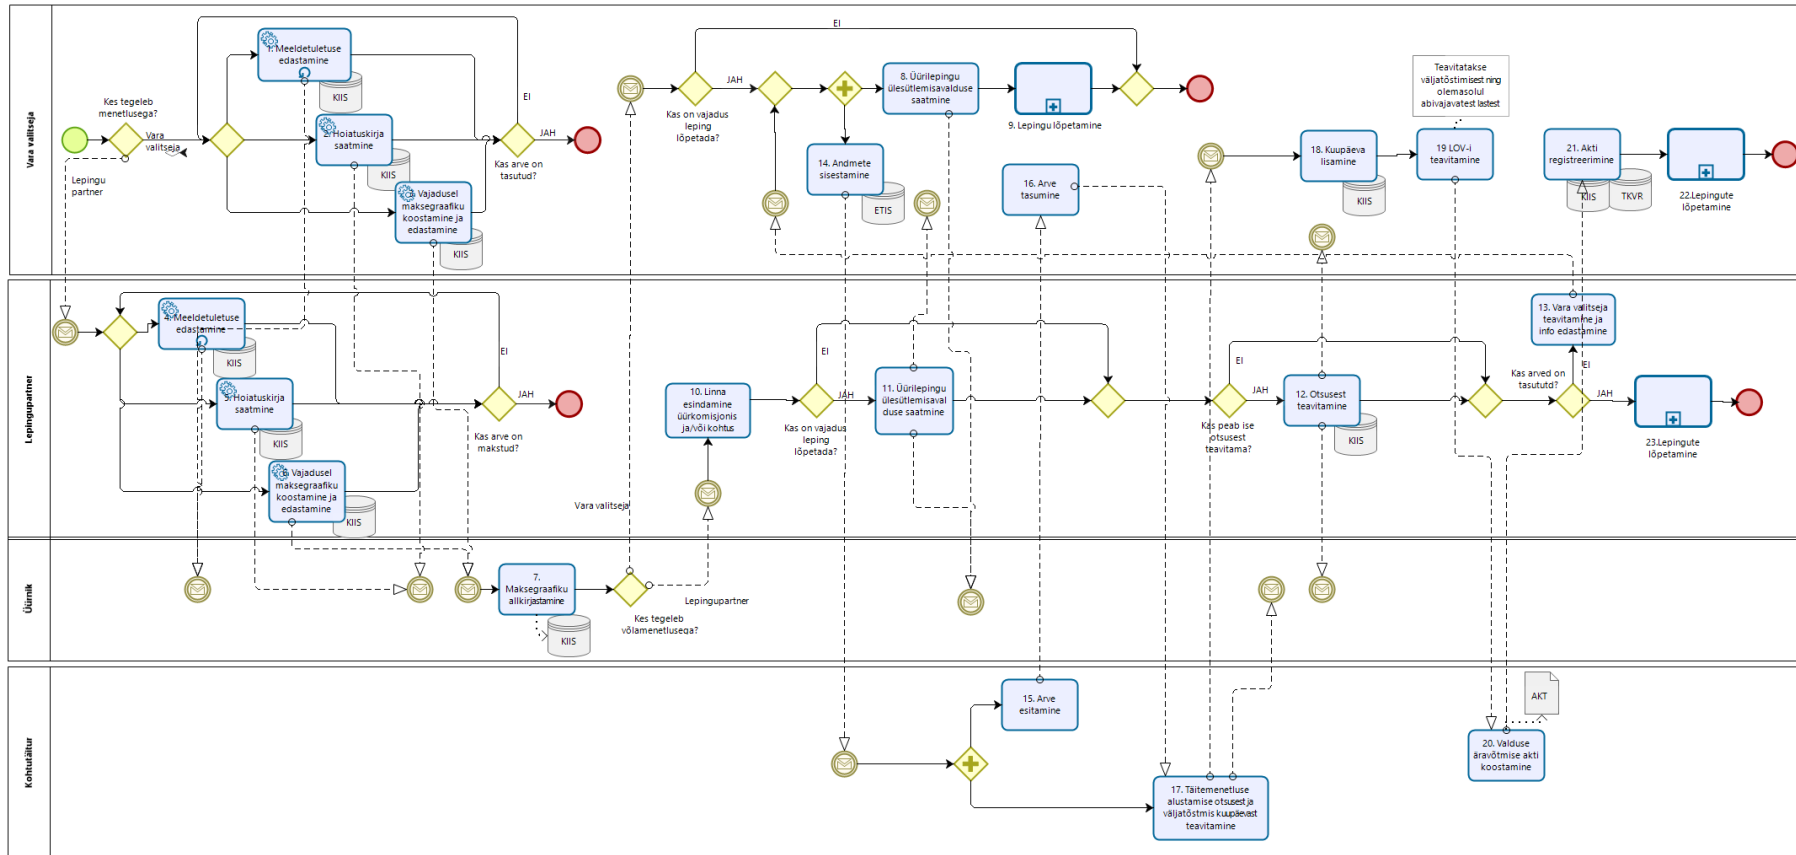 Vara valitseja
Kes tegeleb
menetlusega?
Vara
valitseja
Lepingu
partner
1. Meeldetuletuse
edastamine
KIIS
2. Hoiatuskirja
saatmine
KIIS
Vajadusel
maksegraafiku
koostamine ja
edastamine
KIIS
EI
JAH
Kas arve on
tasutud?
EI
JAH
Kas on vajadus
leping
lõpetada?
8. Üürilepingu
ülesütlemisavalduse
saatmine
9. Lepingu lõpetamine
14. Andmete
sisestamine
ETIS
16. Arve
tasumine
18. Kuupäeva
lisamine
KIIS
Teavitatakse
väljatõstimisest ning
olemasolul
abivajavatest lastest
19 LOV-i
teavitamine
21. Akti
registreerimine
KIIS
TKVR
22.Lepingute
lõpetamine
Lepingupartner
4. Meeldetuletuse
edastamine
KIIS
5. Hoiatuskirja
saatmine
KIIS
6. Vajadusel
maksegraafiku
koostamine ja
edastamine
KIIS
EI
JAH
Kas arve on
makstud?
Vara valitseja
10. Linna
esindamine
üürkomisjonis
ja/või kohtus
EI
JAH
Kas on vajadus
leping
lõpetada?
11. Üürilepingu
ülesütlemisaval
duse saatmine
EI
JAH
Kas peab ise
otsusest
teavitama?
12. Otsusest
teavitamine
KIIS
13. Vara valitseja
teavitamine ja
info edastamine
Kas arved on
tasututd?
EI
JAH
23.Lepingute
lõpetamine
Üürnik
7.
Maksegraafiku
allkirjastamine
KIIS
Kes tegeleb
võlamenetlusega?
Lepingupartner
Kohtutäitur
15. Arve
esitamine
17. Täitemenetluse
alustamise otsusest ja
väljatõstmis kuupäevast
teavitamine
20. Valduse
äravõtmise akti
koostamine
AKT